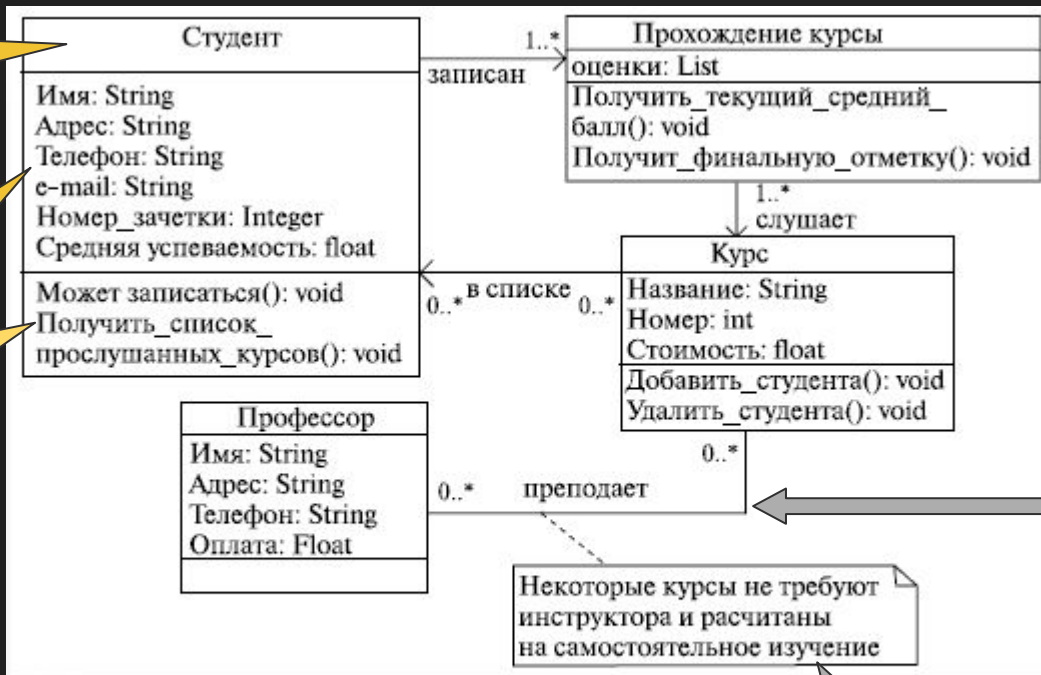 Студент
Имя: String
Адрес: String
Телефон: String
e-mail: String
Номер_зачетки: Integer
Средняя успеваемость: float
Может записаться(): void
Получить_список_
прослушанных_курсов(): void
1..*
записан
Прохождение курсы
оценки: List
Получить_текущий_средний_
балл(): void
Получит_финальную_отметку(): void
1..*
слушает
Курс
Название: String
Номер: int
Стоимость: float
Добавить_студента(): void
Удалить_студента(): void
0..*
в списке
0..*
Профессор
Имя: String
Адрес: String
Телефон: String
Оплата: Float
0..*
преподает
0..*
Некоторые курсы не требуют
инструктора и расчитаны
на самостоятельное изучение